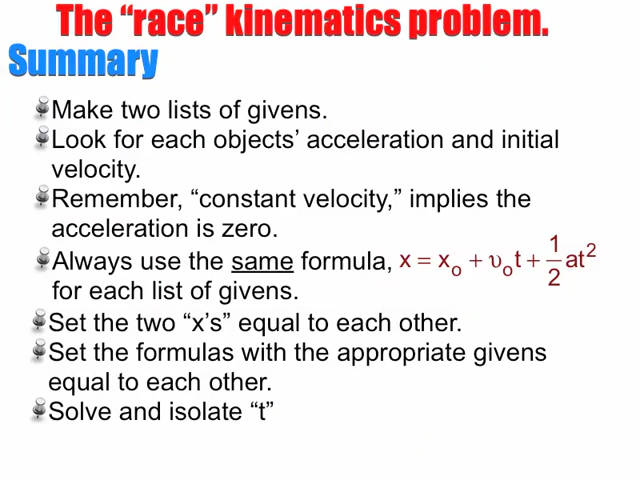 The “race” kinematics problem.
Summary
Make two lists of givens.
Look for each objects’ acceleration and initial
velocity.
Remember, “constant velocity,” implies the
acceleration is zero.
Always use the same formula, x = x₀ + υ₀t + 1/2 at²
for each list of givens.
Set the two “x’s” equal to each other.
Set the formulas with the appropriate givens
equal to each other.
Solve and isolate “t”